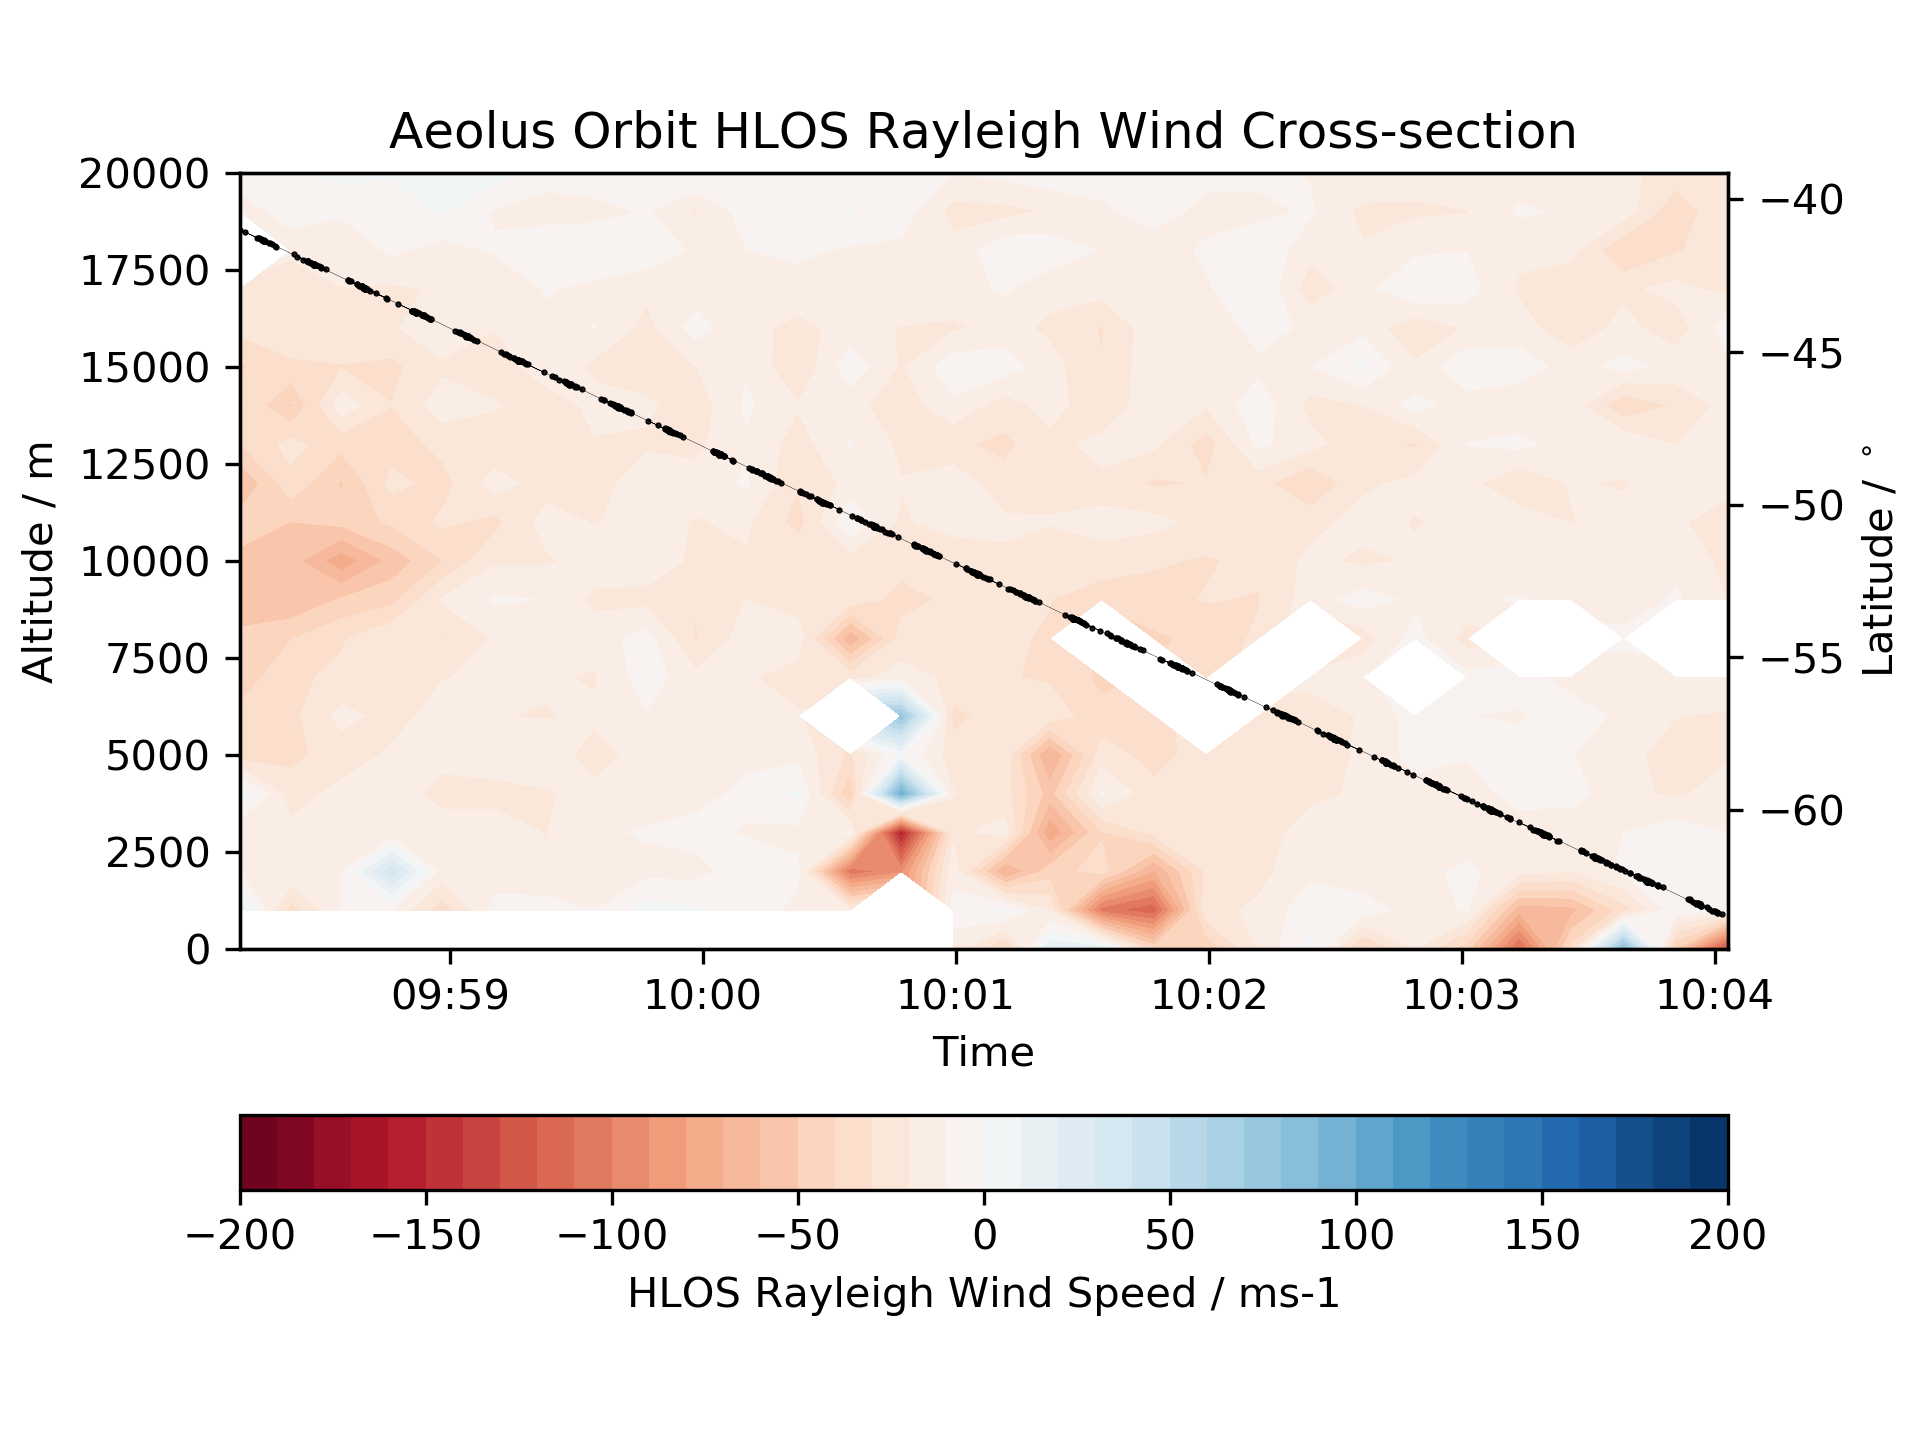 Aeolus Orbit HLOS Rayleigh Wind Cross-section
20000
17500
15000
12500
10000
7500
5000
2500
0
Altitude / m
−40
−45
−50
−55
−60
Latitude / °
09:59 10:00 10:01 10:02 10:03 10:04
Time
−200 −150 −100 −50 0 50 100 150 200
HLOS Rayleigh Wind Speed / ms-1